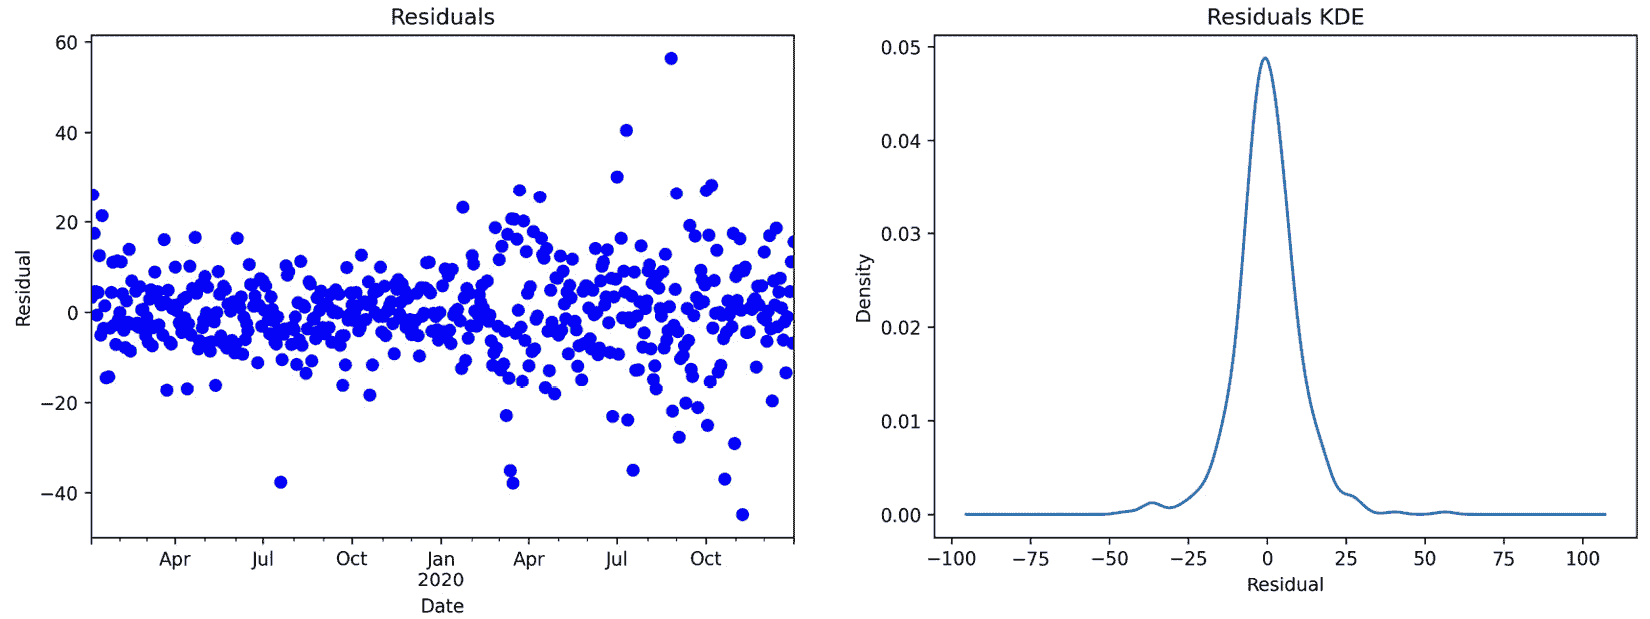 Residuals
60
40
20
0
−20
−40
Residual
Apr Jul Oct Jan Apr Jul Oct
2020
Date
Residuals KDE
0.05
0.04
0.03
0.02
0.01
0.00
Density
−100 −75 −50 −25 0 25 50 75 100
Residual